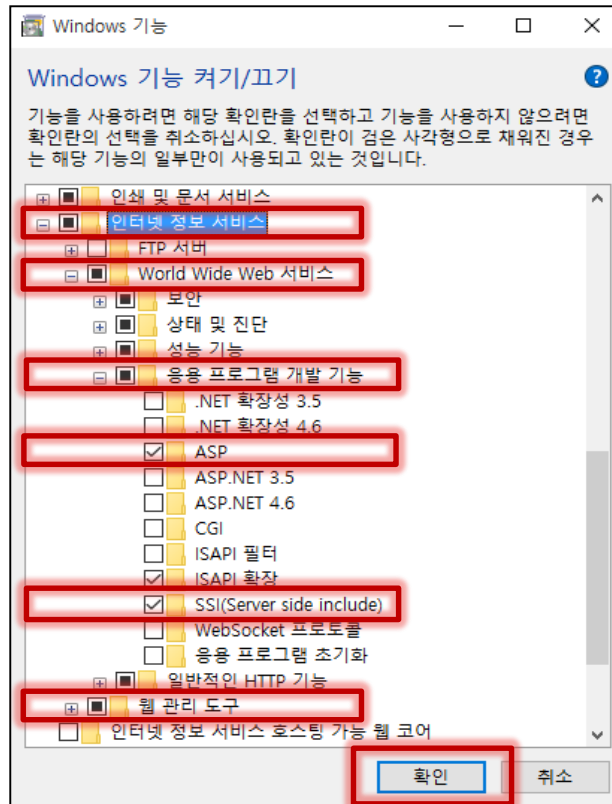 Windows 기능
Windows 기능 켜기/끄기
기능을 사용하려면 해당 확인란을 선택하고 기능을 사용하지 않으려면
확인란의 선택을 취소하십시오. 확인란이 검은 사각형으로 채워진 경우
는 해당 기능의 일부만이 사용되고 있는 것입니다.
인쇄 및 문서 서비스
인터넷 정보 서비스
FTP 서버
World Wide Web 서비스
보안
상태 및 진단
성능 기능
응용 프로그램 개발 기능
.NET 확장성 3.5
.NET 확장성 4.6
ASP
ASP.NET 3.5
ASP.NET 4.6
CGI
ISAPI 필터
ISAPI 확장
SSI(Server side include)
WebSocket 프로토콜
응용 프로그램 초기화
일반적인 HTTP 기능
웹 관리 도구
인터넷 정보 서비스 호스팅 가능 웹 코어
확인
취소